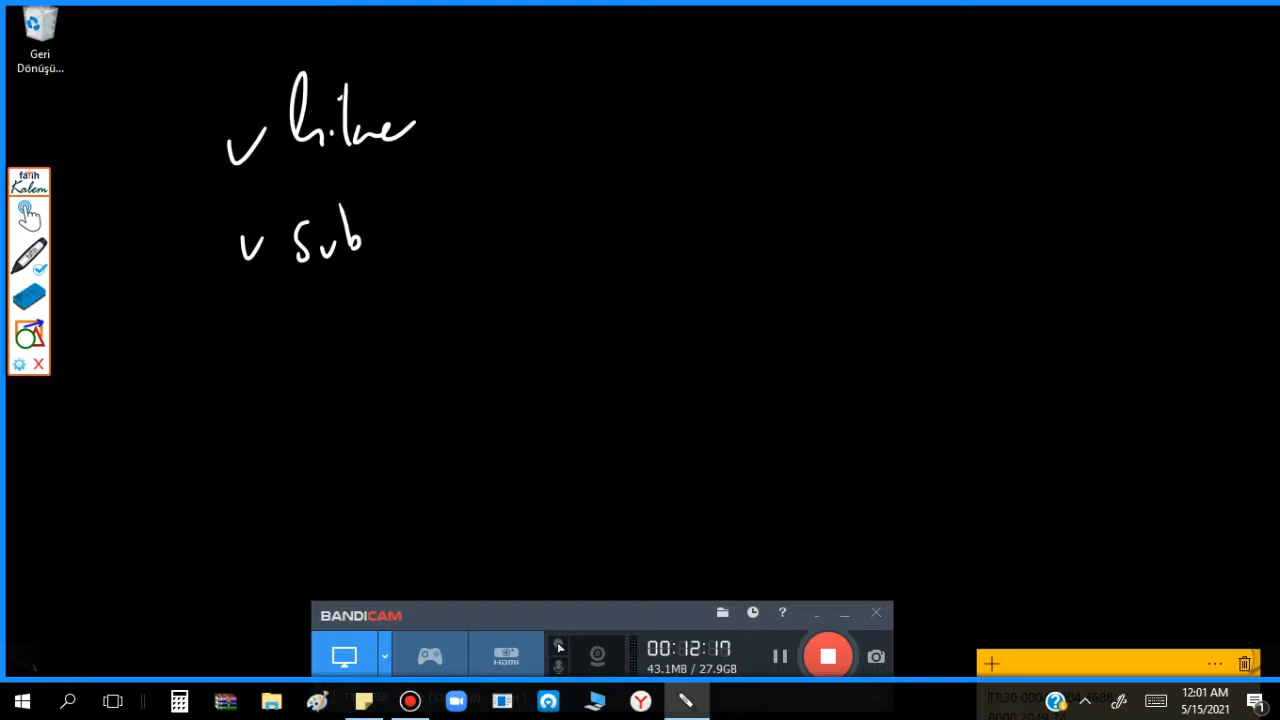 Geri
Dönüşü...
fatih
Kalem
sub
BANDICAM
?
HDMI
00:12:17
43.1MB / 27.9GB
12:01 AM
5/15/2021